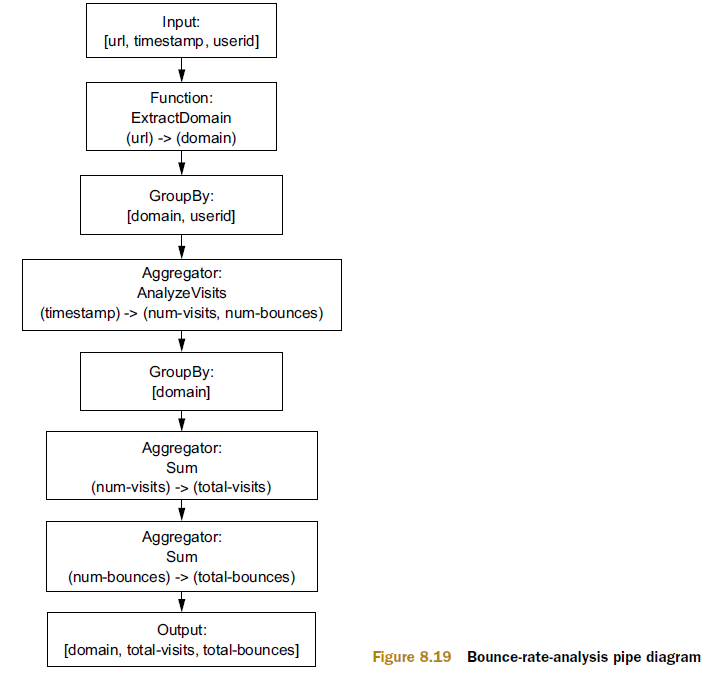 Input:
[url, timestamp, userid]
Function:
ExtractDomain
(url) -> (domain)
GroupBy:
[domain, userid]
Aggregator:
AnalyzeVisits
(timestamp) -> (num-visits, num-bounces)
GroupBy:
[domain]
Aggregator:
Sum
(num-visits) -> (total-visits)
Aggregator:
Sum
(num-bounces) -> (total-bounces)
Output:
[domain, total-visits, total-bounces]
Figure 8.19 Bounce-rate-analysis pipe diagram